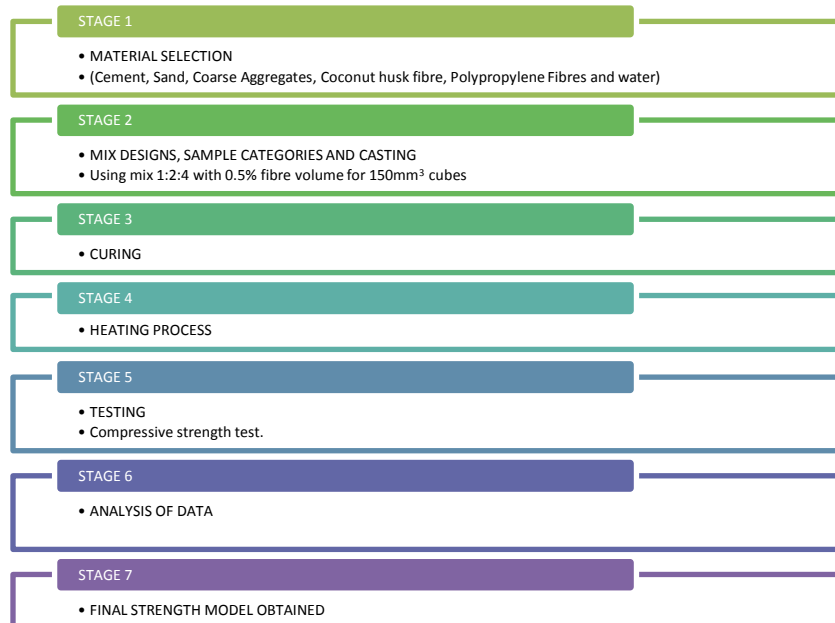 STAGE 1
• MATERIAL SELECTION
• (Cement, Sand, Coarse Aggregates, Coconut husk fibre, Polypropylene Fibres and water)
STAGE 2
• MIX DESIGNS, SAMPLE CATEGORIES AND CASTING
• Using mix 1:2:4 with 0.5% fibre volume for 150mm³ cubes
STAGE 3
• CURING
STAGE 4
• HEATING PROCESS
STAGE 5
• TESTING
• Compressive strength test.
STAGE 6
• ANALYSIS OF DATA
STAGE 7
• FINAL STRENGTH MODEL OBTAINED